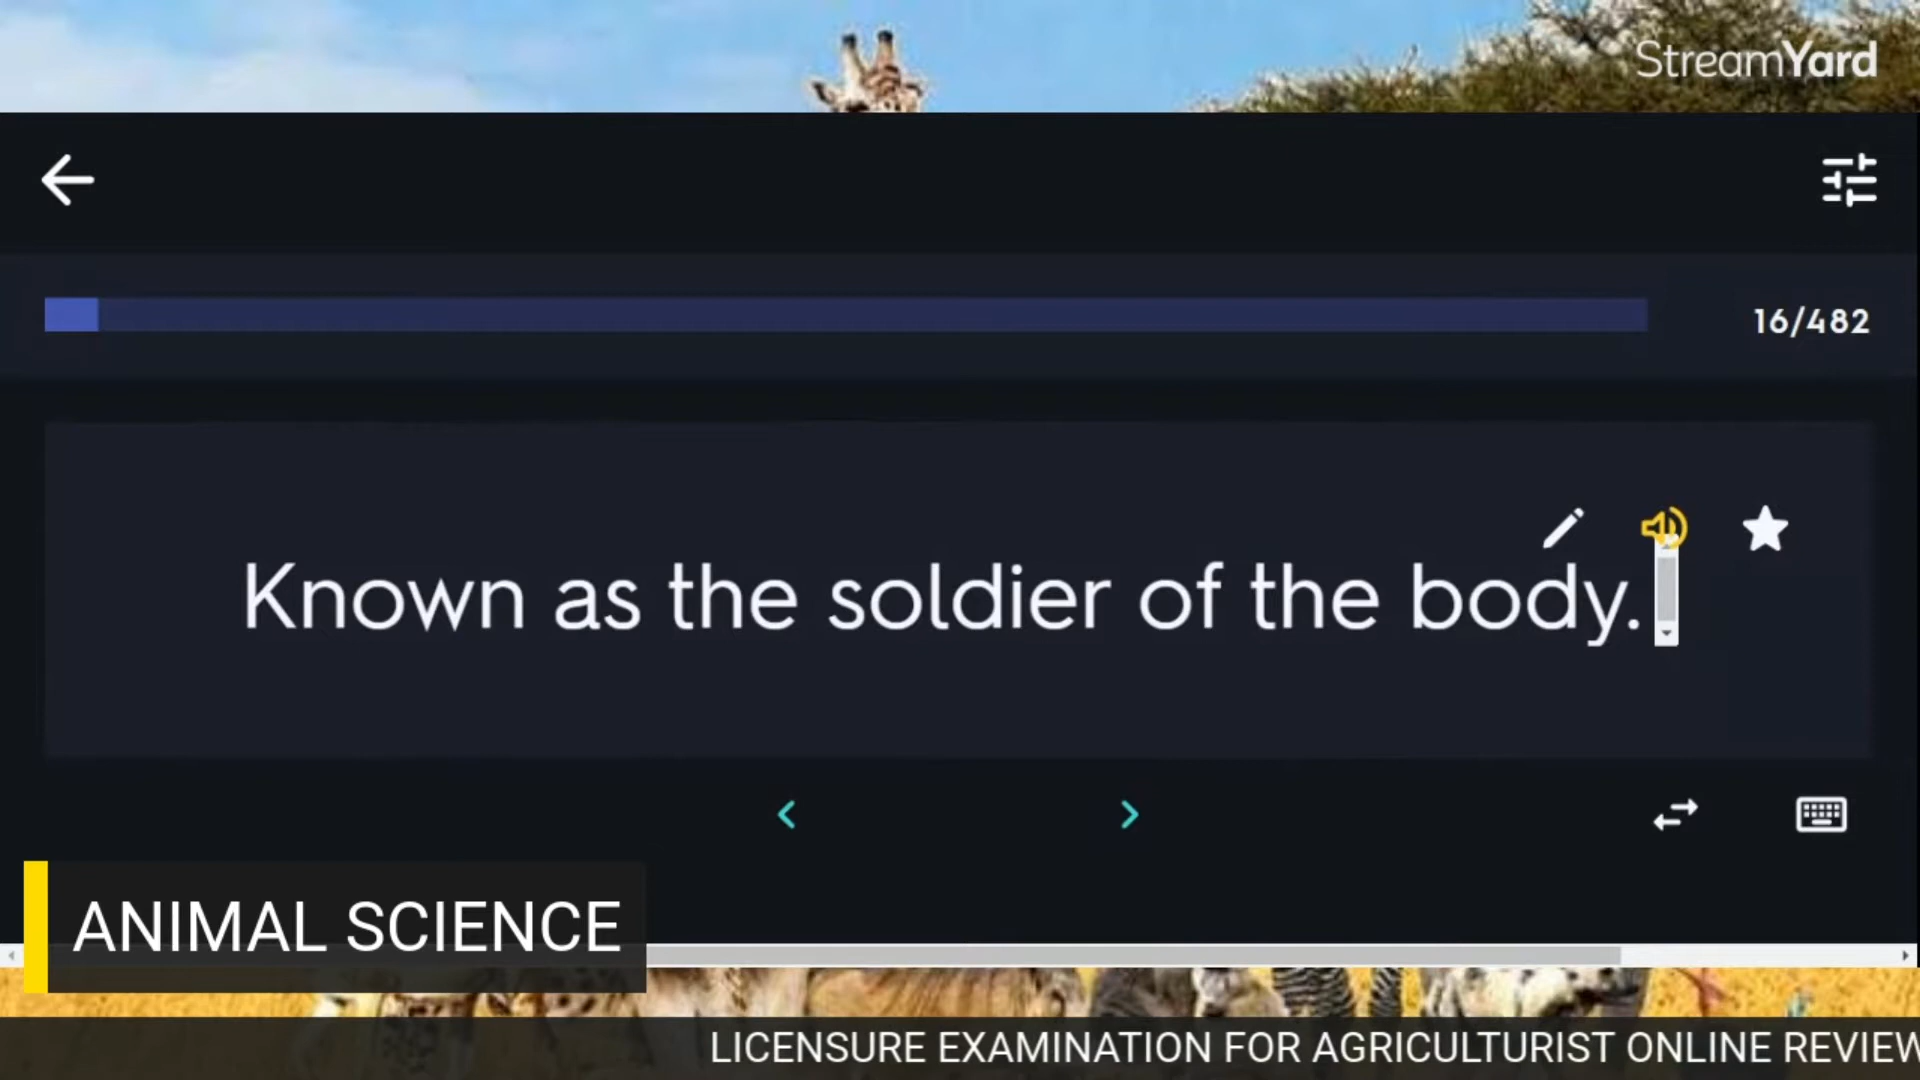 StreamYard
16/482
Known as the soldier of the body.
ANIMAL SCIENCE
LICENSURE EXAMINATION FOR AGRICULTURIST ONLINE REVIEW